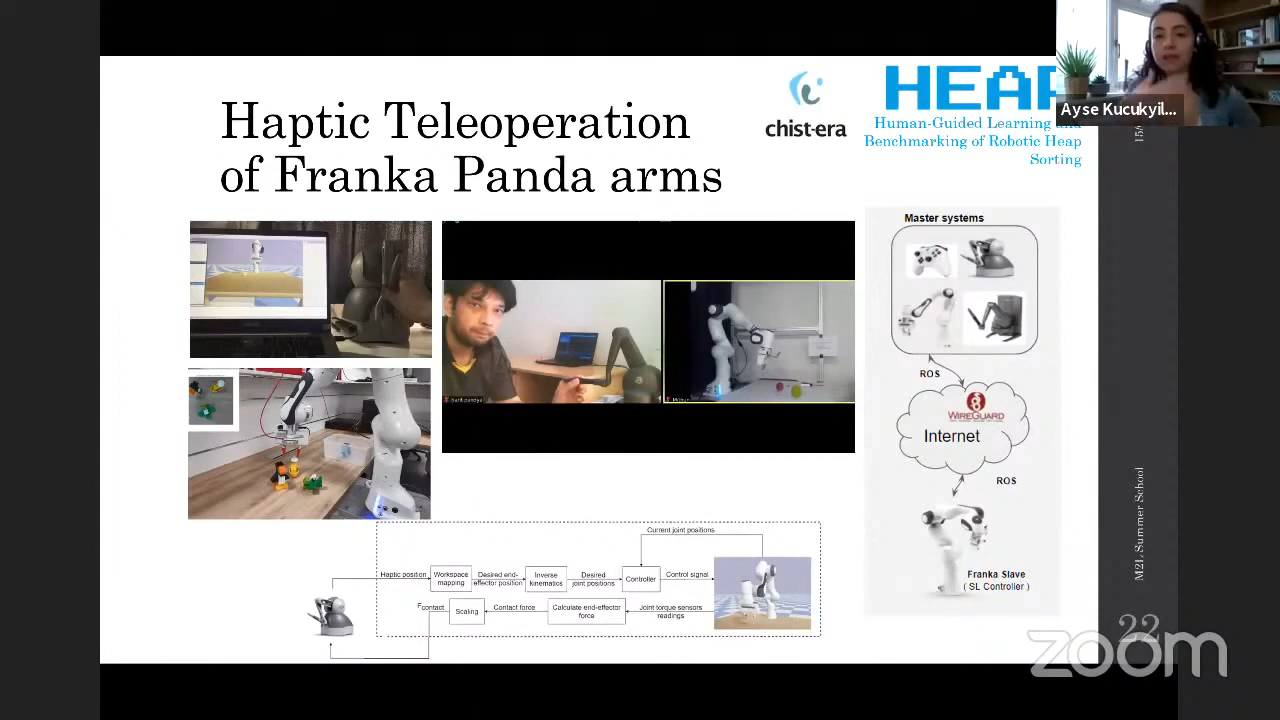 Haptic Teleoperation
of Franka Panda arms
chist-era
HEAP
Human-Guided Learning and
Benchmarking of Robotic Heap
Sorting
Ayse Kucukyil...
Master systems
ROS
WIREGUARD
Internet
ROS
Franka Slave
( SL Controller )
Current joint positions
Haptic position
Workspace
mapping
Desired end-
effector position
Inverse
kinematics
Desired
joint positions
Controller
Control signal
Fcontact
Scaling
Contact force
Calculate end-effector
force
Joint torque sensors
readings
M2L Summer School
22
zoom